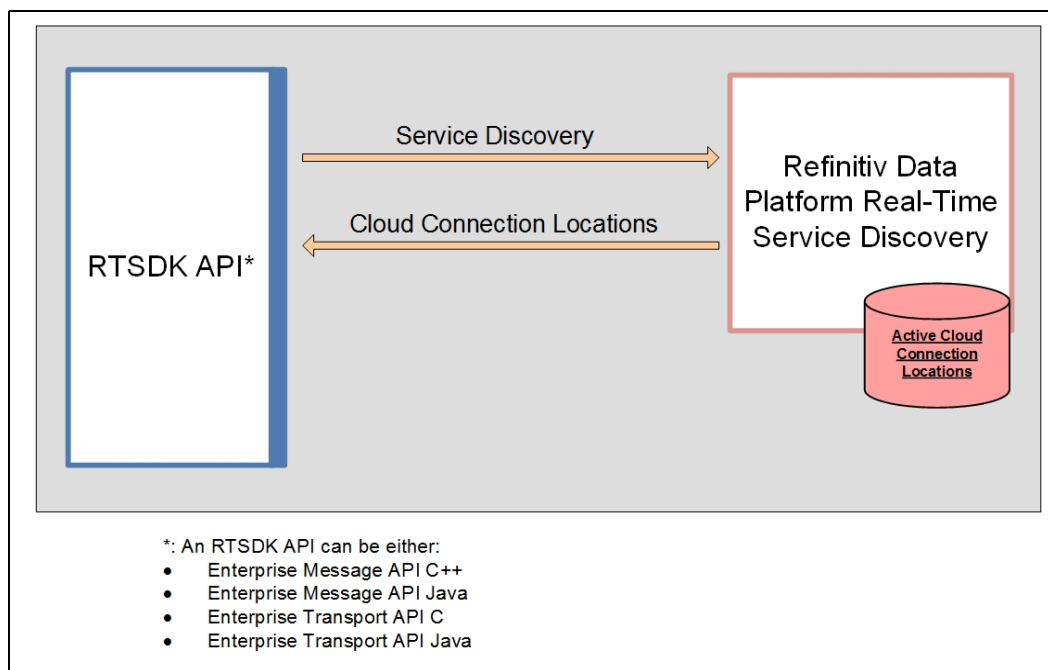 Service Discovery
Cloud Connection Locations
RTSDK API*
Refinitiv Data
Platform Real-Time
Service Discovery
Active Cloud
Connection
Locations
*: An RTSDK API can be either:
• Enterprise Message API C++
• Enterprise Message API Java
• Enterprise Transport API C
• Enterprise Transport API Java